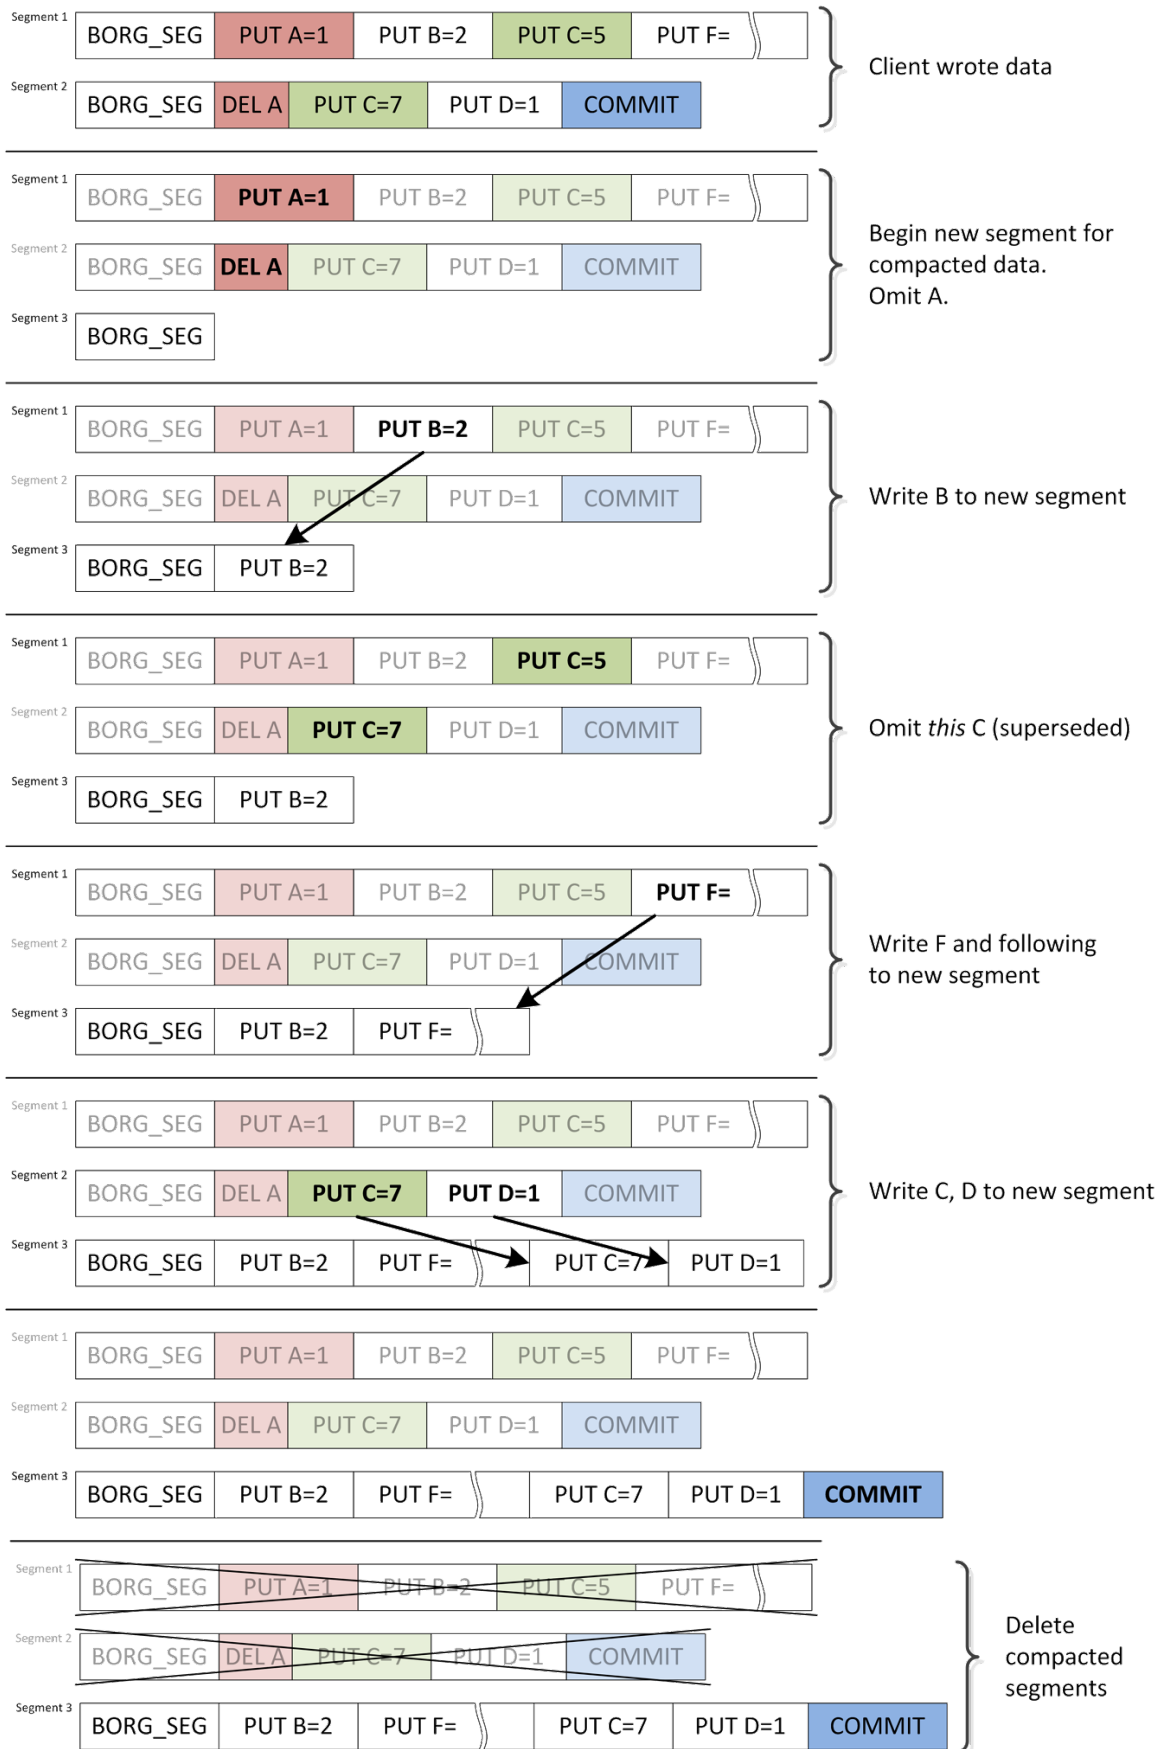 Segment 1
BORG_SEG PUT A=1 PUT B=2 PUT C=5 PUT F=
Segment 2
BORG_SEG DEL A PUT C=7 PUT D=1 COMMIT
Client wrote data
Segment 1
BORG_SEG PUT A=1 PUT B=2 PUT C=5 PUT F=
Segment 2
BORG_SEG DEL A PUT C=7 PUT D=1 COMMIT
Segment 3
BORG_SEG
Begin new segment for
compacted data.
Omit A.
Segment 1
BORG_SEG PUT A=1 PUT B=2 PUT C=5 PUT F=
Segment 2
BORG_SEG DEL A PUT C=7 PUT D=1 COMMIT
Segment 3
BORG_SEG PUT B=2
Write B to new segment
Segment 1
BORG_SEG PUT A=1 PUT B=2 PUT C=5 PUT F=
Segment 2
BORG_SEG DEL A PUT C=7 PUT D=1 COMMIT
Segment 3
BORG_SEG PUT B=2
Omit this C (superseded)
Segment 1
BORG_SEG PUT A=1 PUT B=2 PUT C=5 PUT F=
Segment 2
BORG_SEG DEL A PUT C=7 PUT D=1 COMMIT
Segment 3
BORG_SEG PUT B=2 PUT F=
Write F and following
to new segment
Segment 1
BORG_SEG PUT A=1 PUT B=2 PUT C=5 PUT F=
Segment 2
BORG_SEG DEL A PUT C=7 PUT D=1 COMMIT
Segment 3
BORG_SEG PUT B=2 PUT F= PUT C=7 PUT D=1
Write C, D to new segment
Segment 1
BORG_SEG PUT A=1 PUT B=2 PUT C=5 PUT F=
Segment 2
BORG_SEG DEL A PUT C=7 PUT D=1 COMMIT
Segment 3
BORG_SEG PUT B=2 PUT F= PUT C=7 PUT D=1 COMMIT
Segment 1
BORG_SEG PUT A=1 PUT B=2 PUT C=5 PUT F=
Segment 2
BORG_SEG DEL A PUT C=7 PUT D=1 COMMIT
Segment 3
BORG_SEG PUT B=2 PUT F= PUT C=7 PUT D=1 COMMIT
Delete
compacted
segments